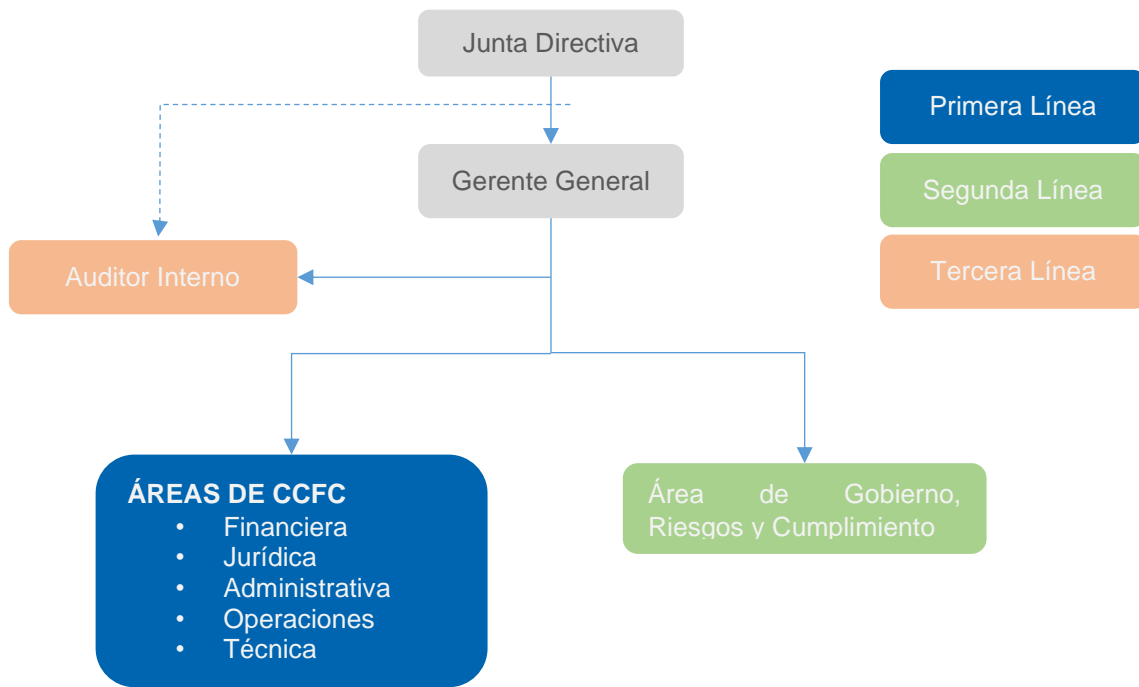 Junta Directiva
Primera Línea
Gerente General
Segunda Línea
Auditor Interno
Tercera Línea
ÁREAS DE CCFC
• Financiera
• Jurídica
• Administrativa
• Operaciones
• Técnica
Área de Gobierno,
Riesgos y Cumplimiento